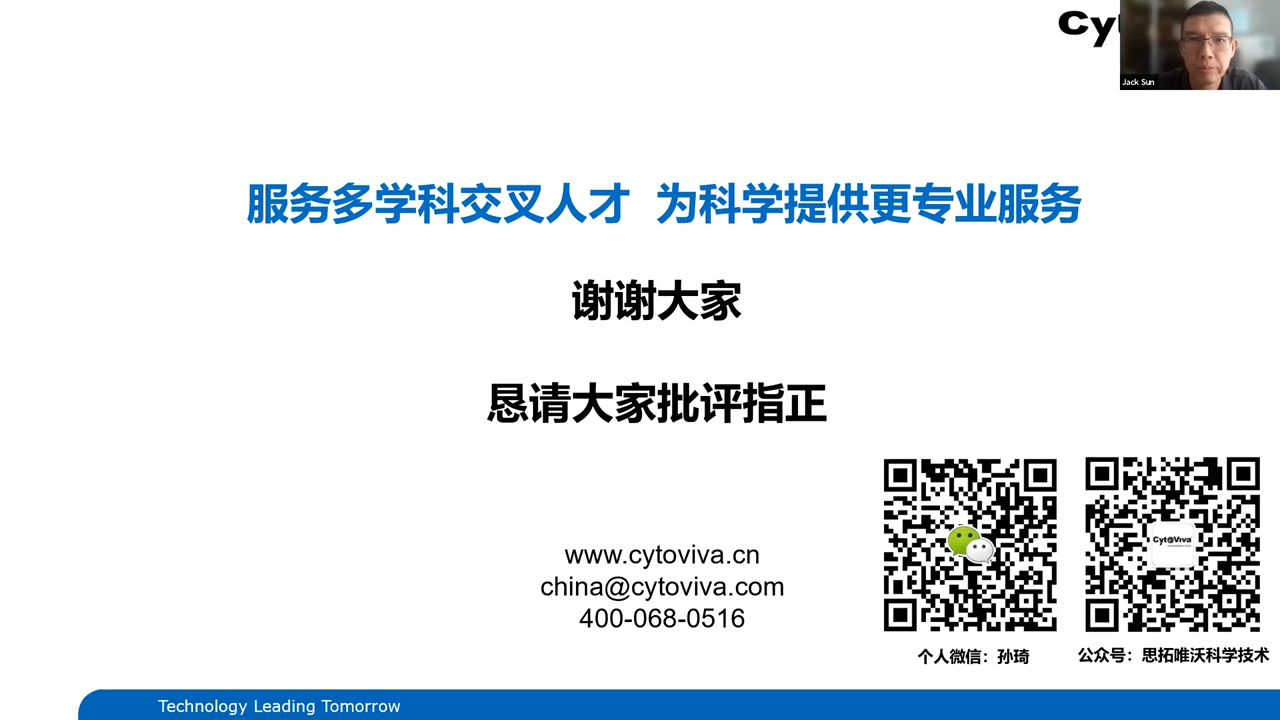 Cy
Jack Sun
服务多学科交叉人才 为科学提供更专业服务
谢谢大家
恳请大家批评指正
www.cytoviva.cn
china@cytoviva.com
400-068-0516
CytoViva
个人微信：孙琦
公众号：思拓唯沃科学技术
Technology Leading Tomorrow